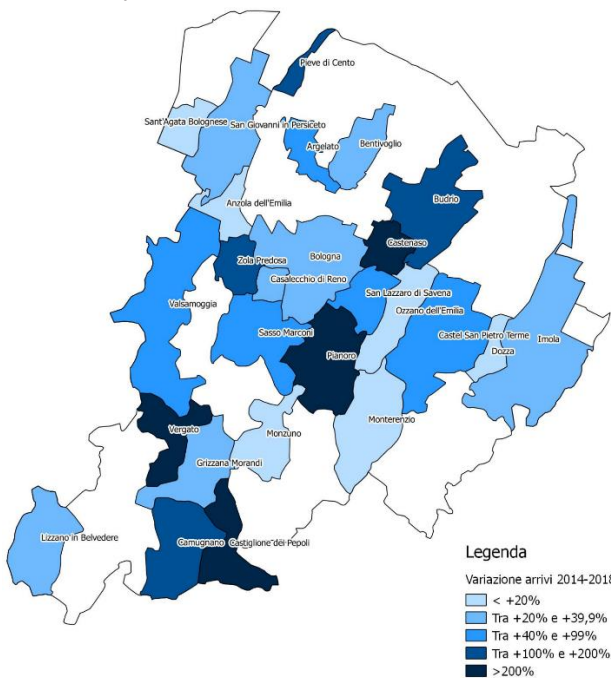 Pieve di Cento
Sant'Agata Bolognese
San Giovanni in Persiceto
Argelato
Bentivoglio
Anzola dell'Emilia
Budrio
Castenaso
Zola Predosa
Bologna
Casalecchio di Reno
San Lazzaro di Savena
Valsamoggia
Ozzano dell'Emilia
Sasso Marconi
Castel San Pietro Terme
Imola
Pianoro
Dozza
Monterenzio
Vergato
Monzuno
Grizzana Morandi
Lizzano in Belvedere
Camugnano
Castiglione dei Pepoli
Legenda
Variazione arrivi 2014-2018
< +20%
Tra +20% e +39,9%
Tra +40% e +99%
Tra +100% e +200%
>200%